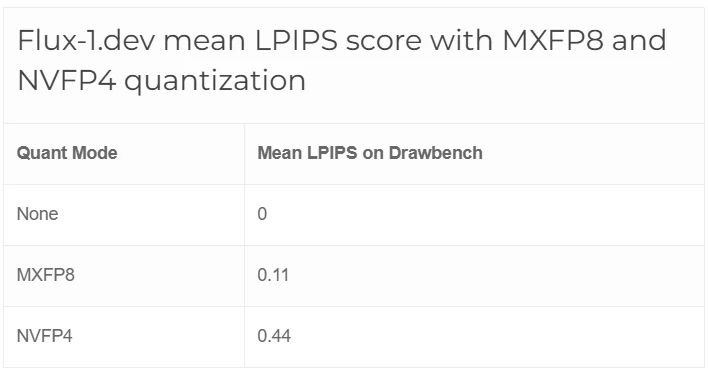 Flux-1.dev mean LPIPS score with MXFP8 and
NVFP4 quantization
Quant Mode Mean LPIPS on Drawbench
None 0
MXFP8 0.11
NVFP4 0.44